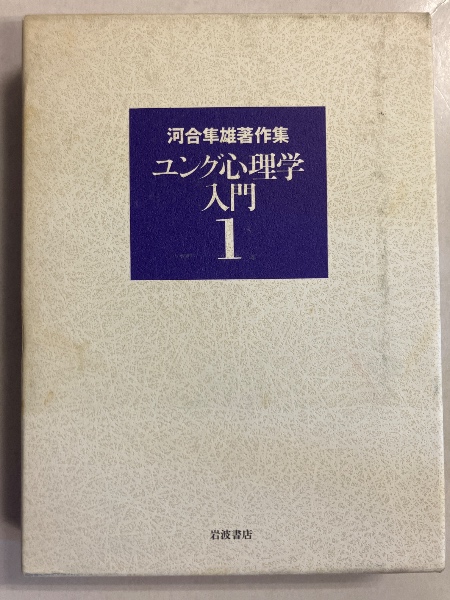 河合隼雄著作集
ユング心理学
入門
1
岩波書店